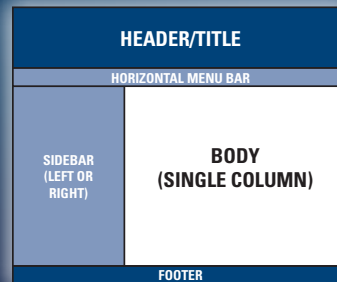 HEADER/TITLE
HORIZONTAL MENU BAR
SIDEBAR
(LEFT OR
RIGHT)
BODY
(SINGLE COLUMN)
FOOTER